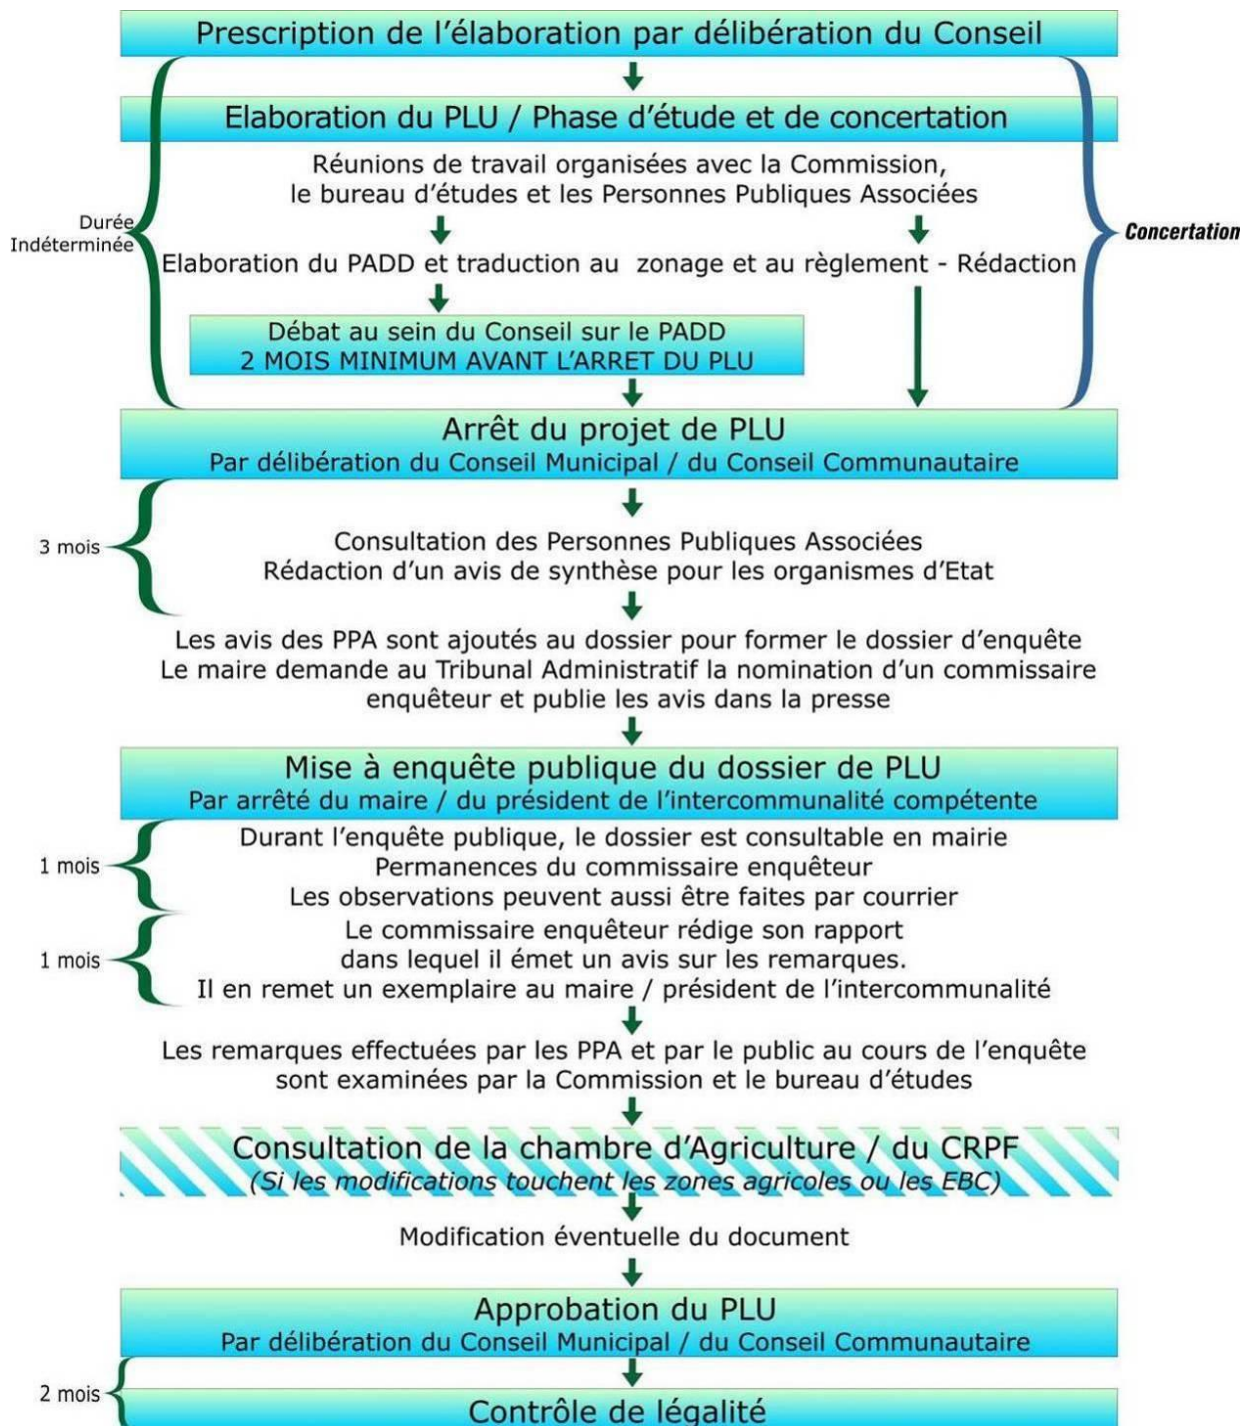 Prescription de l’élaboration par délibération du Conseil
Elaboration du PLU / Phase d’étude et de concertation
Réunions de travail organisées avec la Commission,
le bureau d’études et les Personnes Publiques Associées
Durée
Indéterminée
Concertation
Elaboration du PADD et traduction au zonage et au règlement - Rédaction
Débat au sein du Conseil sur le PADD
2 MOIS MINIMUM AVANT L’ARRET DU PLU
Arrêt du projet de PLU
Par délibération du Conseil Municipal / du Conseil Communautaire
3 mois
Consultation des Personnes Publiques Associées
Rédaction d’un avis de synthèse pour les organismes d’Etat
Les avis des PPA sont ajoutés au dossier pour former le dossier d’enquête
Le maire demande au Tribunal Administratif la nomination d’un commissaire
enquêteur et publie les avis dans la presse
Mise à enquête publique du dossier de PLU
Par arrêté du maire / du président de l’intercommunalité compétente
1 mois
Durant l’enquête publique, le dossier est consultable en mairie
Permanences du commissaire enquêteur
Les observations peuvent aussi être faites par courrier
1 mois
Le commissaire enquêteur rédige son rapport
dans lequel il émet un avis sur les remarques.
Il en remet un exemplaire au maire / président de l’intercommunalité
Les remarques effectuées par les PPA et par le public au cours de l’enquête
sont examinées par la Commission et le bureau d’études
Consultation de la chambre d’Agriculture / du CRPF
(Si les modifications touchent les zones agricoles ou les EBC)
Modification éventuelle du document
Approbation du PLU
Par délibération du Conseil Municipal / du Conseil Communautaire
2 mois
Contrôle de légalité